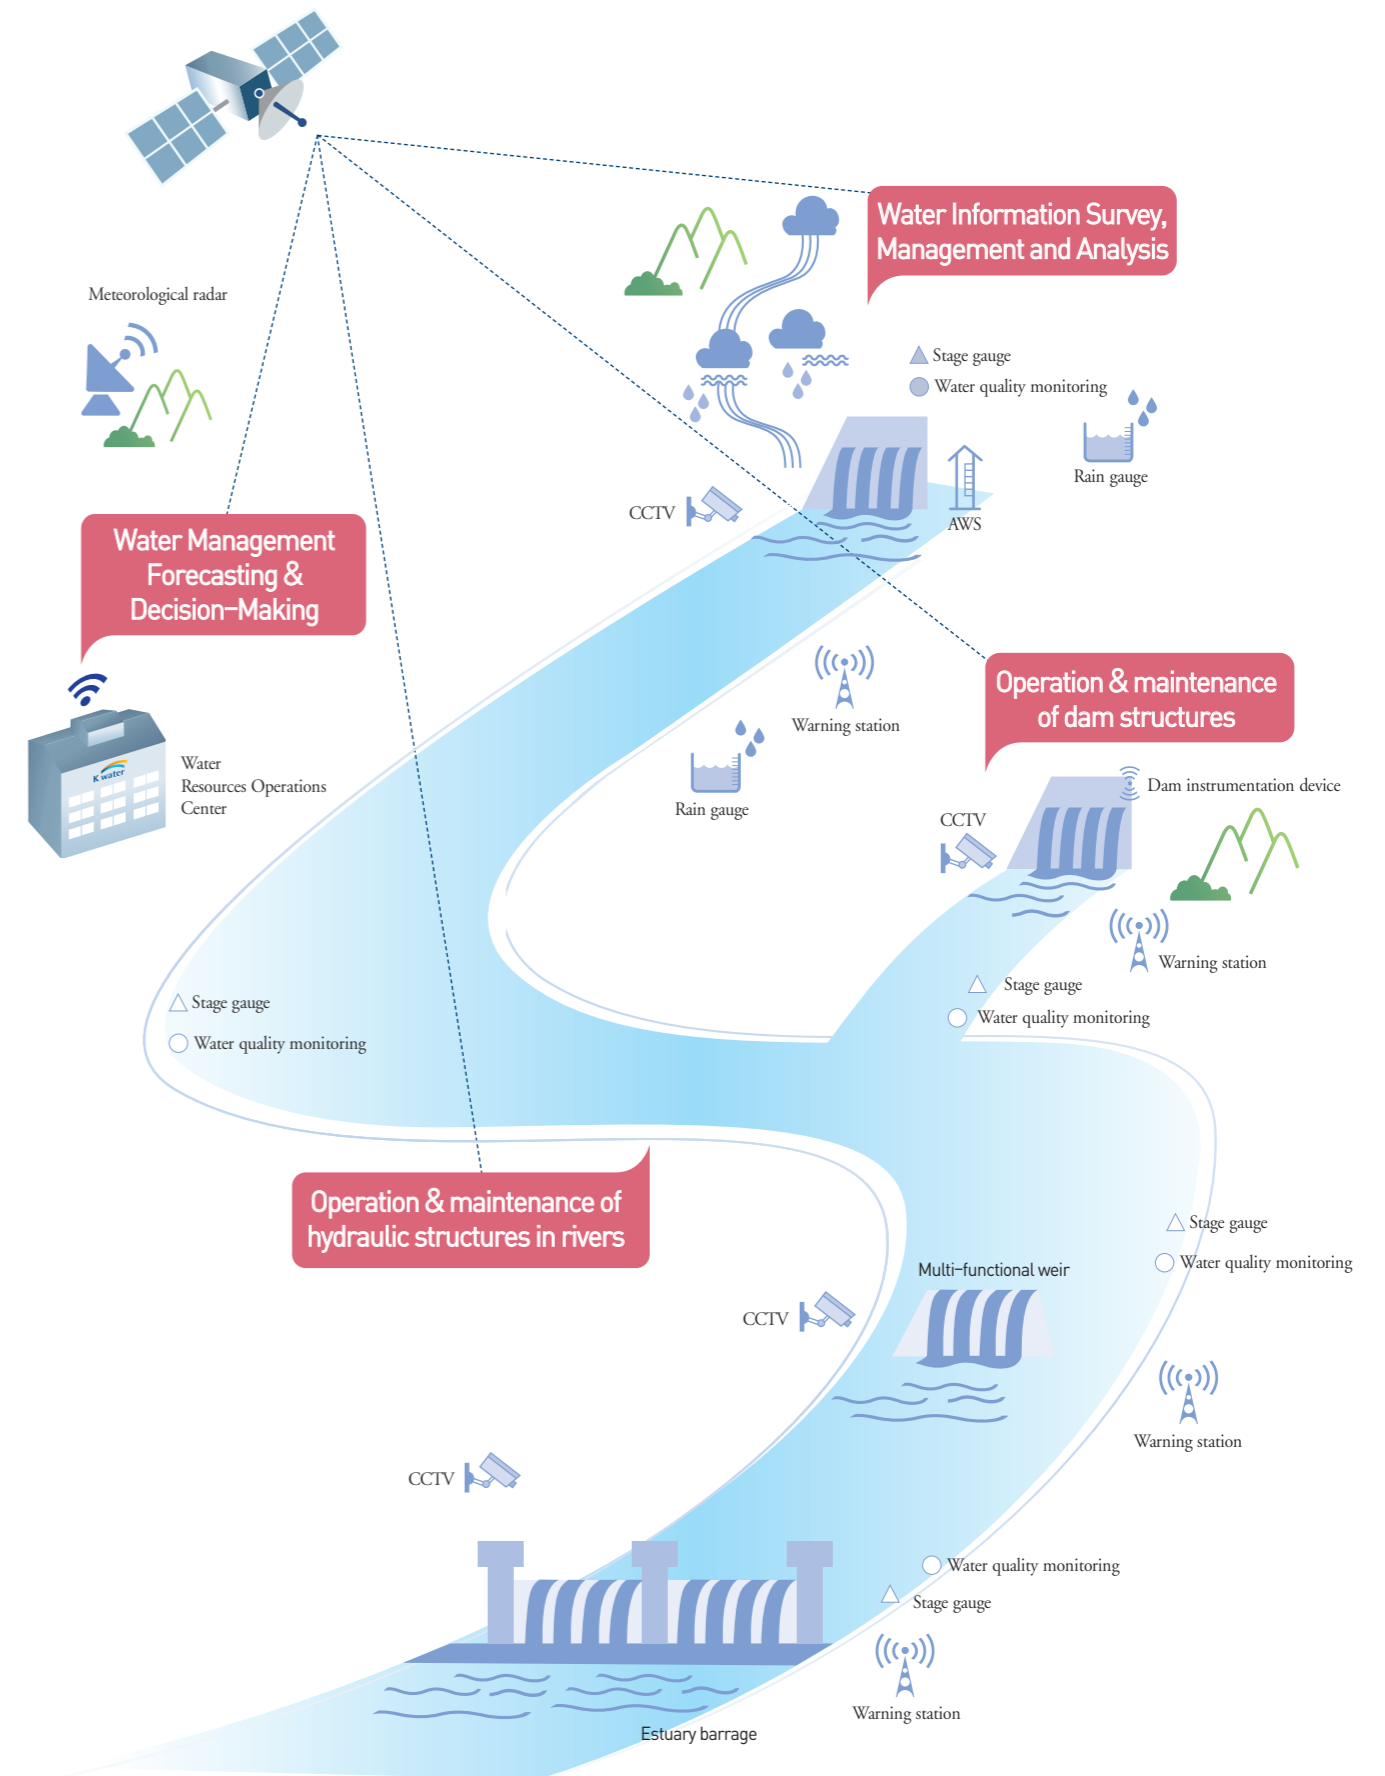 Water Information Survey,
Management and Analysis
Meteorological radar
Stage gauge
Water quality monitoring
Rain gauge
CCTV
AWS
Water Management
Forecasting &
Decision-Making
K water
Water
Resources Operations
Center
Warning station
Rain gauge
Operation & maintenance
of dam structures
Dam instrumentation device
CCTV
Warning station
Stage gauge
Water quality monitoring
Stage gauge
Water quality monitoring
Operation & maintenance of
hydraulic structures in rivers
Stage gauge
Water quality monitoring
Multi-functional weir
CCTV
Warning station
CCTV
Water quality monitoring
Stage gauge
Warning station
Estuary barrage